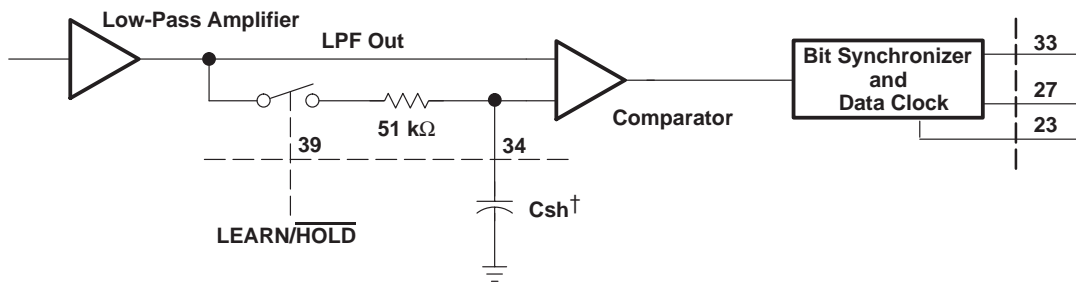 Low-Pass Amplifier
LPF Out
51 kΩ
39
34
LEARN/HOLD
Csh†
Comparator
Bit Synchronizer
and
Data Clock
33
27
23